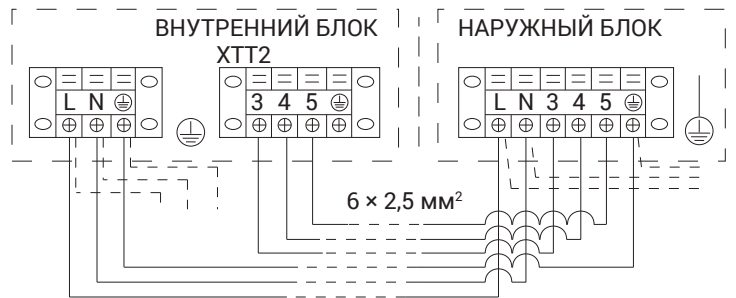 ВНУТРЕННИЙ БЛОК
XTT2
L N
3 4 5
НАРУЖНЫЙ БЛОК
L N 3 4 5
6 × 2,5 мм²